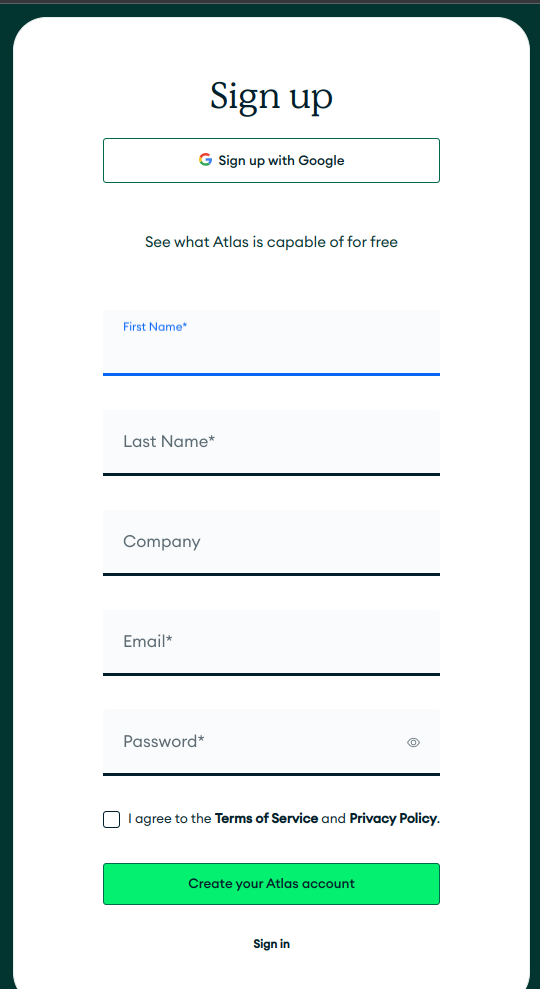 Sign up
Sign up with Google
See what Atlas is capable of for free
First Name*
Last Name*
Company
Email*
Password*
I agree to the Terms of Service and Privacy Policy.
Create your Atlas account
Sign in